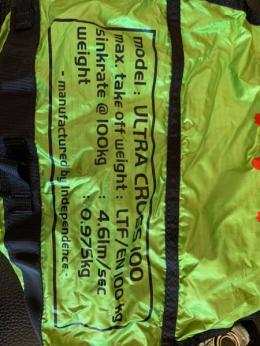 model : ULTRA CROSS 100
max. take off weight : LTF/EN 100 kg
sinkrate @ 100kg : 4.61m/sec
weight : 0.975kg
- manufactured by Independence -